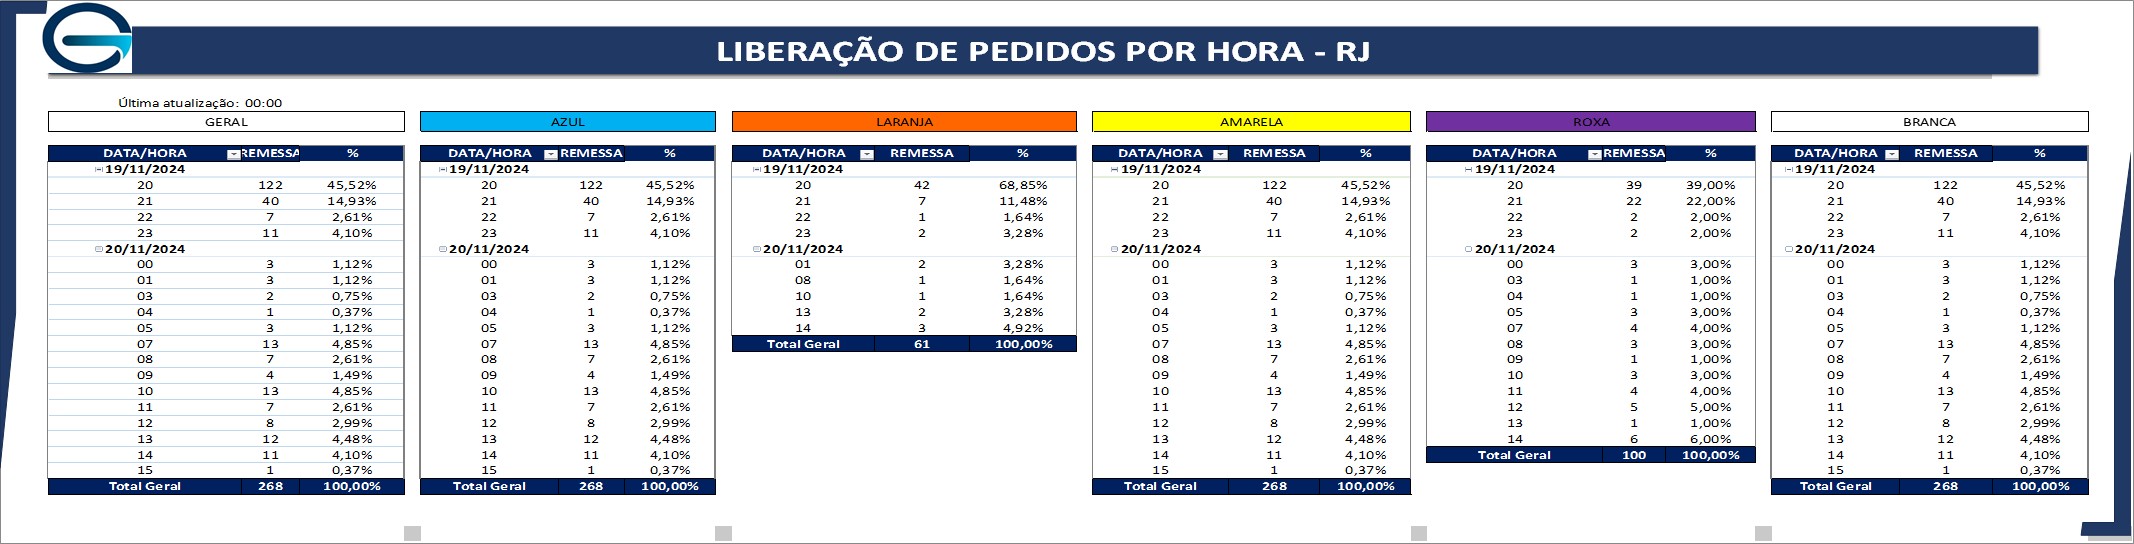 LIBERAÇÃO DE PEDIDOS POR HORA - RJ
Última atualização: 00:00
GERAL
DATA/HORA REMESSA %
19/11/2024
20 122 45,52%
21 40 14,93%
22 7 2,61%
23 11 4,10%
20/11/2024
00 3 1,12%
01 3 1,12%
03 2 0,75%
04 1 0,37%
05 3 1,12%
07 13 4,85%
08 7 2,61%
09 4 1,49%
10 13 4,85%
11 7 2,61%
12 8 2,99%
13 12 4,48%
14 11 4,10%
15 1 0,37%
Total Geral 268 100,00%
AZUL
DATA/HORA REMESSA %
19/11/2024
20 122 45,52%
21 40 14,93%
22 7 2,61%
23 11 4,10%
20/11/2024
00 3 1,12%
01 3 1,12%
03 2 0,75%
04 1 0,37%
05 3 1,12%
07 13 4,85%
08 7 2,61%
09 4 1,49%
10 13 4,85%
11 7 2,61%
12 8 2,99%
13 12 4,48%
14 11 4,10%
15 1 0,37%
Total Geral 268 100,00%
LARANJA
DATA/HORA REMESSA %
19/11/2024
20 42 68,85%
21 7 11,48%
22 1 1,64%
23 2 3,28%
20/11/2024
01 2 3,28%
08 1 1,64%
10 1 1,64%
13 2 3,28%
14 3 4,92%
Total Geral 61 100,00%
AMARELA
DATA/HORA REMESSA %
19/11/2024
20 122 45,52%
21 40 14,93%
22 7 2,61%
23 11 4,10%
20/11/2024
00 3 1,12%
01 3 1,12%
03 2 0,75%
04 1 0,37%
05 3 1,12%
07 13 4,85%
08 7 2,61%
09 4 1,49%
10 13 4,85%
11 7 2,61%
12 8 2,99%
13 12 4,48%
14 11 4,10%
15 1 0,37%
Total Geral 268 100,00%
ROXA
DATA/HORA REMESSA %
19/11/2024
20 39 39,00%
21 22 22,00%
22 2 2,00%
23 2 2,00%
20/11/2024
00 3 3,00%
03 1 1,00%
04 1 1,00%
05 3 3,00%
07 4 4,00%
08 3 3,00%
09 1 1,00%
10 3 3,00%
11 4 4,00%
12 5 5,00%
13 1 1,00%
14 6 6,00%
Total Geral 100 100,00%
BRANCA
DATA/HORA REMESSA %
19/11/2024
20 122 45,52%
21 40 14,93%
22 7 2,61%
23 11 4,10%
20/11/2024
00 3 1,12%
01 3 1,12%
03 2 0,75%
04 1 0,37%
05 3 1,12%
07 13 4,85%
08 7 2,61%
09 4 1,49%
10 13 4,85%
11 7 2,61%
12 8 2,99%
13 12 4,48%
14 11 4,10%
15 1 0,37%
Total Geral 268 100,00%